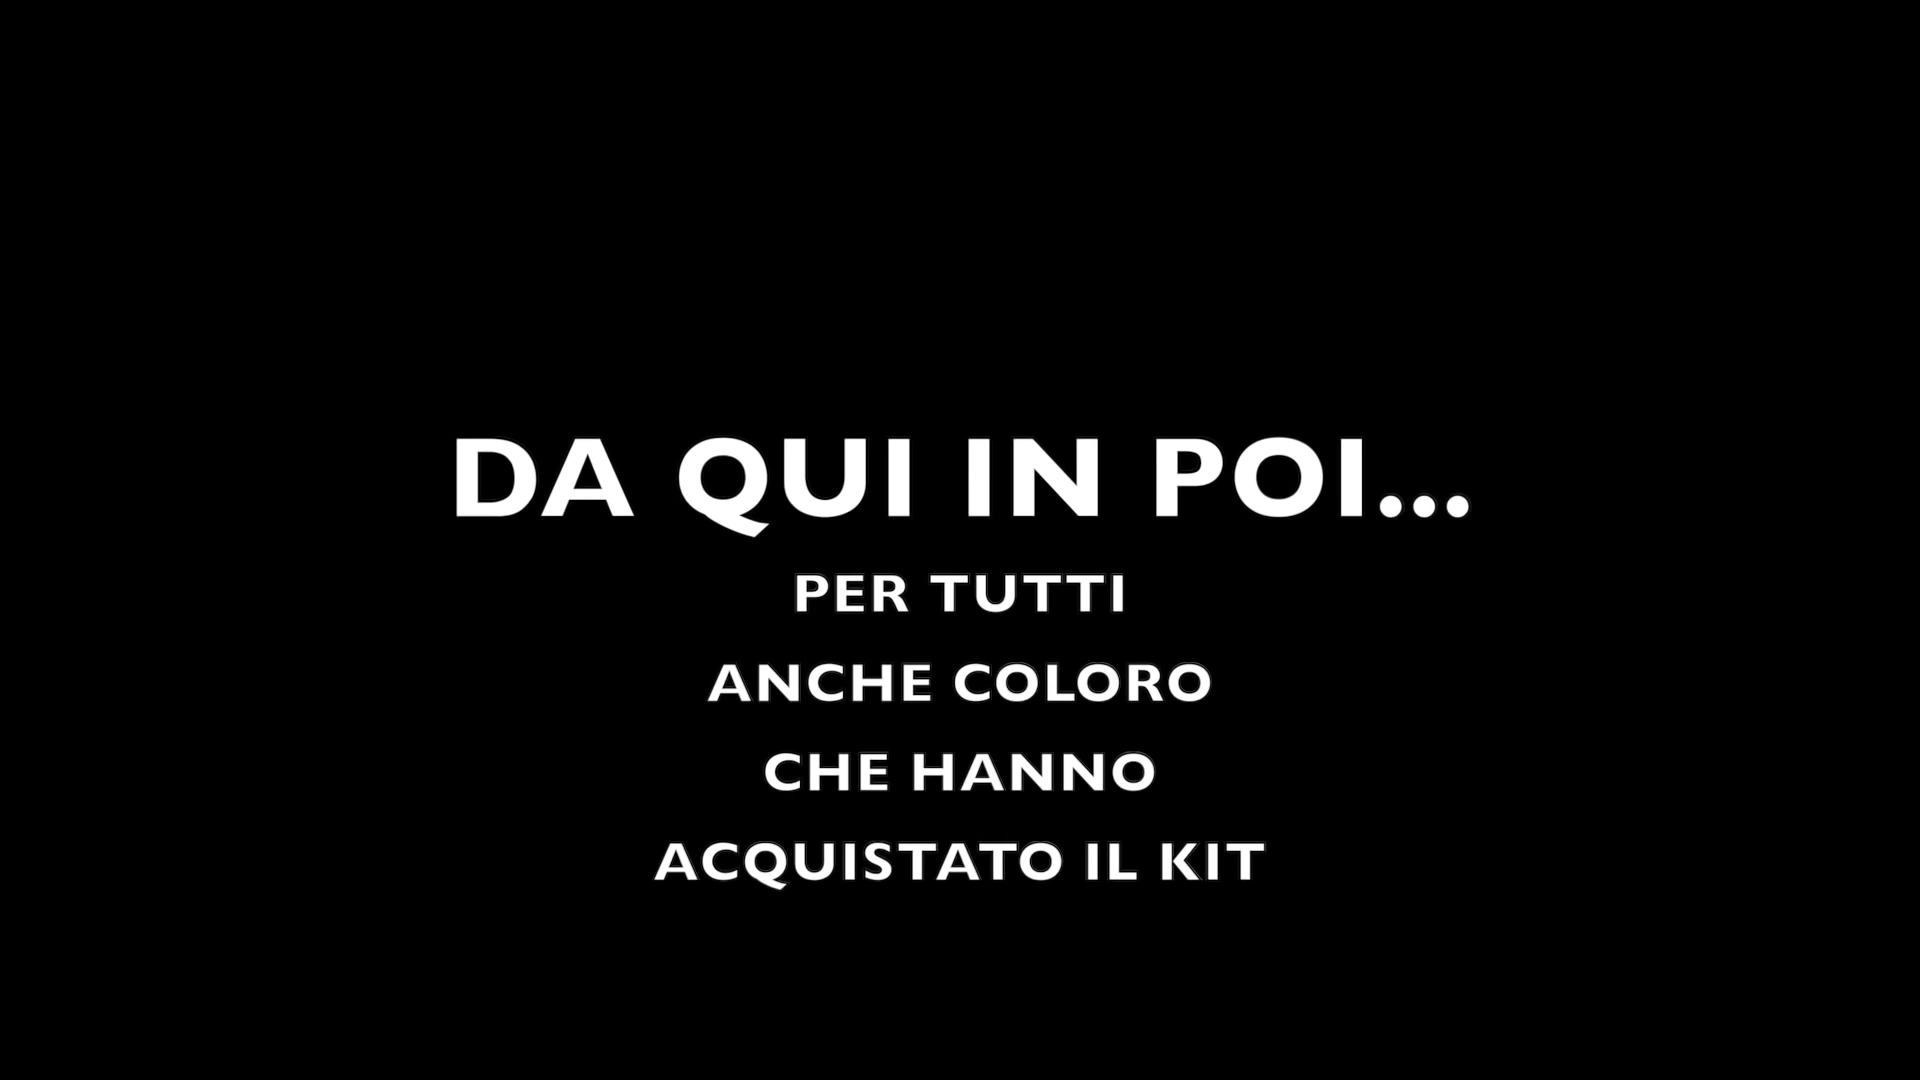 DA QUI IN POI...
PER TUTTI
ANCHE COLORO
CHE HANNO
ACQUISTATO IL KIT